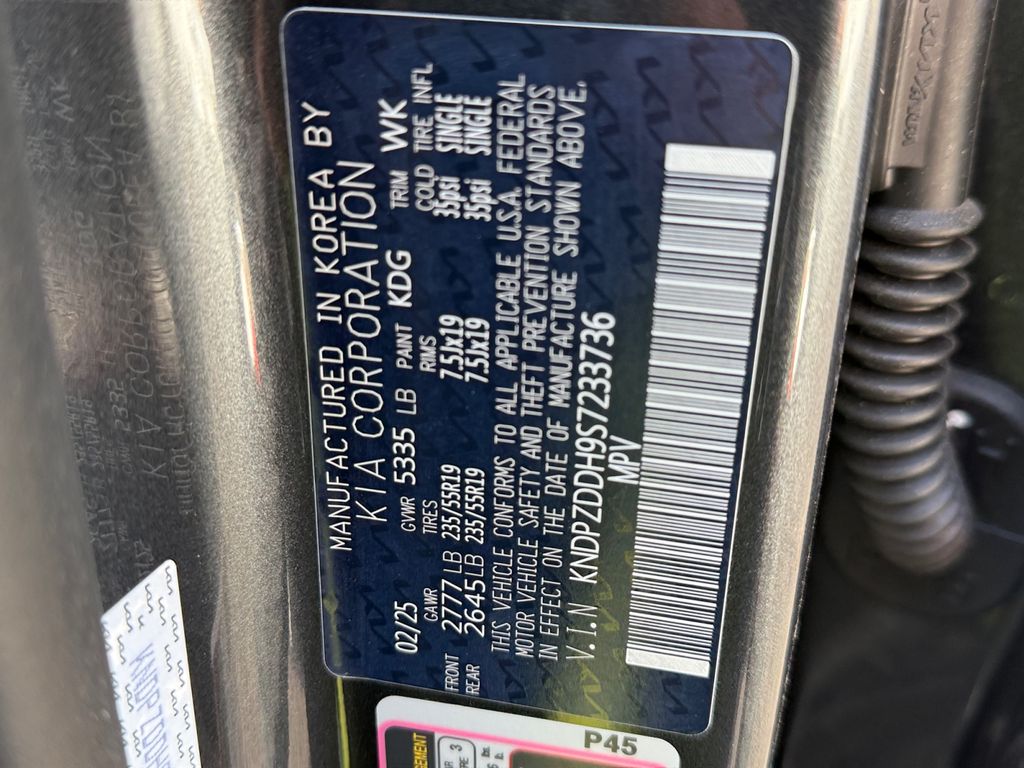 MANUFACTURED IN KOREA BY
KIA CORPORATION
02/25 GVWR 5335 LB PAINT KDG TRIM WK
GAWR TIRES RIMS COLD TIRE INFL
FRONT 2777 LB 235/55R19 7.5Jx19 35psi SINGLE
REAR 2645LB 235/55R19 7.5Jx19 35psi SINGLE
THIS VEHICLE CONFORMS TO ALL APPLICABLE U.S.A. FEDERAL
MOTOR VEHICLE SAFETY AND THEFT PREVENTION STANDARDS
IN EFFECT ON THE DATE OF MANUFACTURE SHOWN ABOVE.
V.I.N KNDPZDDH9S7233736
MPV
P45